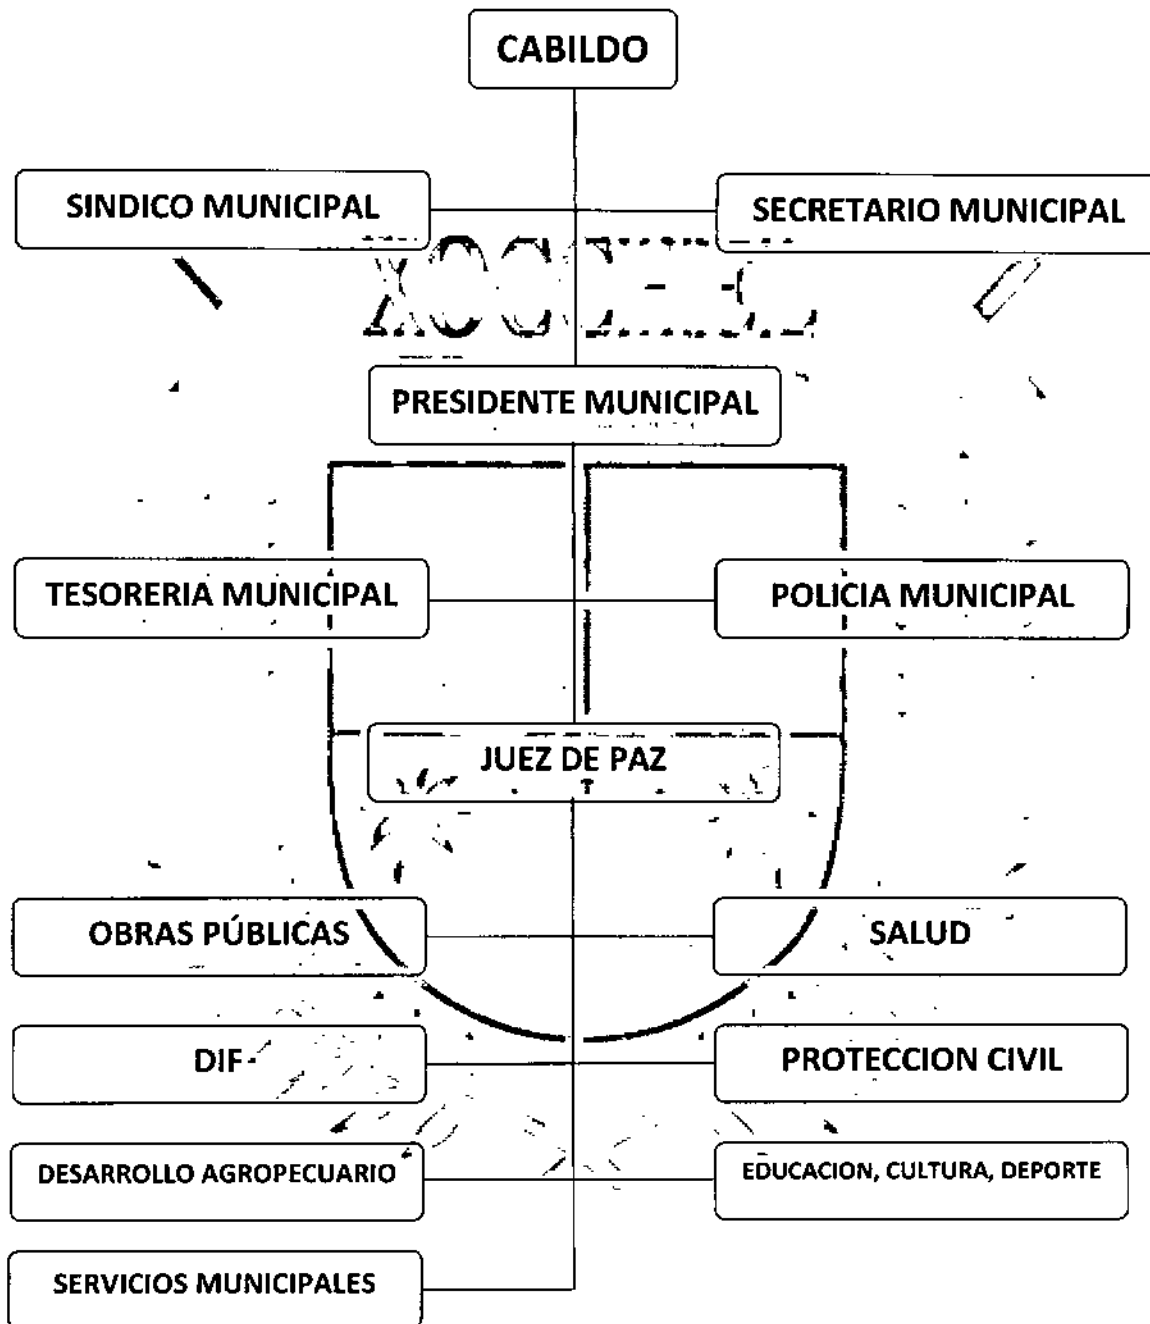 CABILDO
SINDICO MUNICIPAL
SECRETARIO MUNICIPAL
PRESIDENTE MUNICIPAL
TESORERIA MUNICIPAL
POLICIA MUNICIPAL
JUEZ DE PAZ
OBRAS PÚBLICAS
SALUD
DIF
PROTECCION CIVIL
DESARROLLO AGROPECUARIO
EDUCACION, CULTURA, DEPORTE
SERVICIOS MUNICIPALES